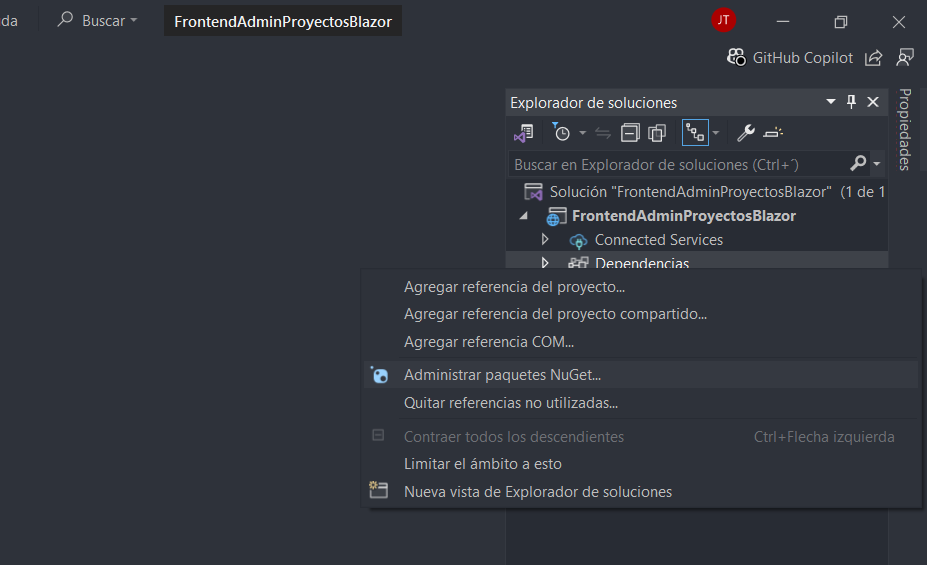 da
Buscar
FrontendAdminProyectosBlazor
JT
GitHub Copilot
Explorador de soluciones
Propiedades
Buscar en Explorador de soluciones (Ctrl+´)
Solución "FrontendAdminProyectosBlazor" (1 de 1
FrontendAdminProyectosBlazor
Connected Services
Dependencias
Agregar referencia del proyecto...
Agregar referencia del proyecto compartido...
Agregar referencia COM...
Administrar paquetes NuGet...
Quitar referencias no utilizadas...
Contraer todos los descendientes Ctrl+Flecha izquierda
Limitar el ámbito a esto
Nueva vista de Explorador de soluciones